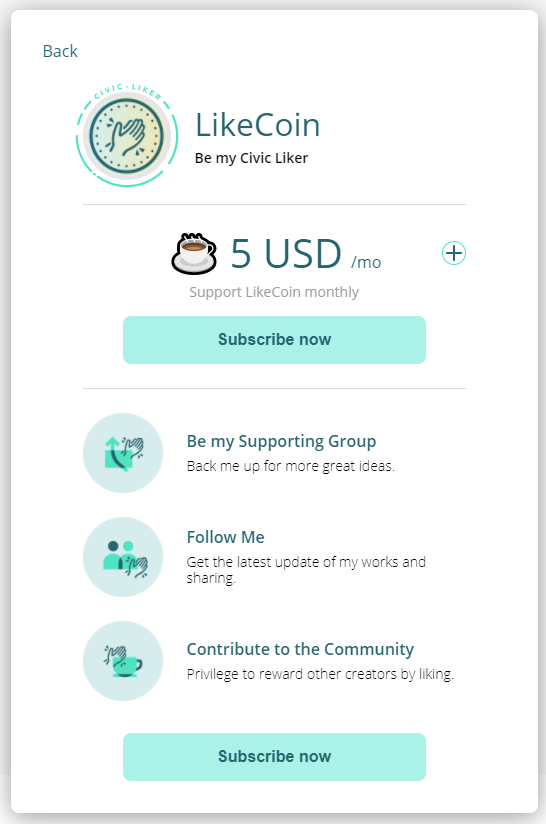 Back
CIVIC-LIKER
LikeCoin
Be my Civic Liker
5 USD /mo
Support LikeCoin monthly
Subscribe now
Be my Supporting Group
Back me up for more great ideas.
Follow Me
Get the latest update of my works and
sharing.
Contribute to the Community
Privilege to reward other creators by liking.
Subscribe now